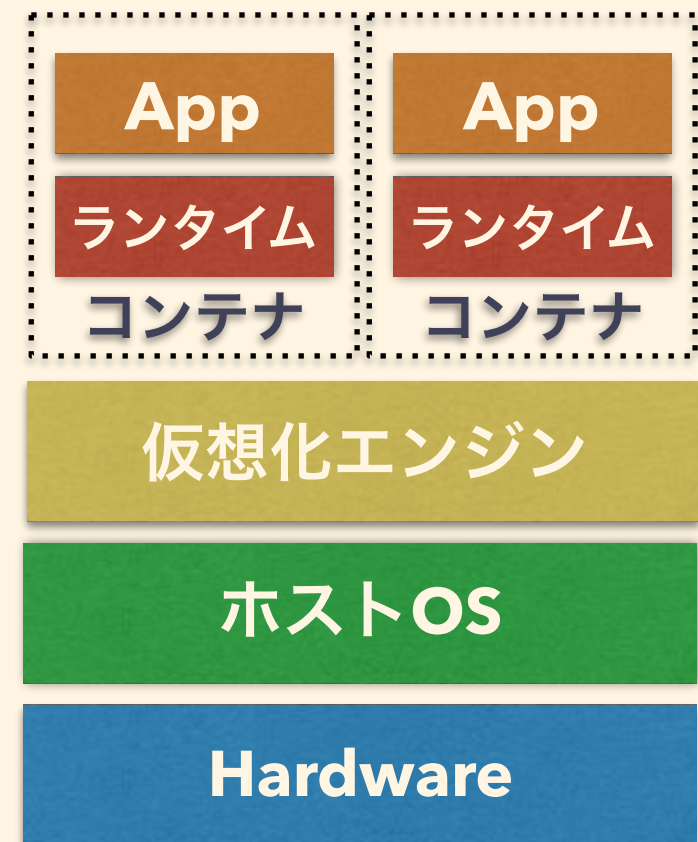 App
ランタイム
コンテナ
App
ランタイム
コンテナ
仮想化エンジン
ホストOS
Hardware